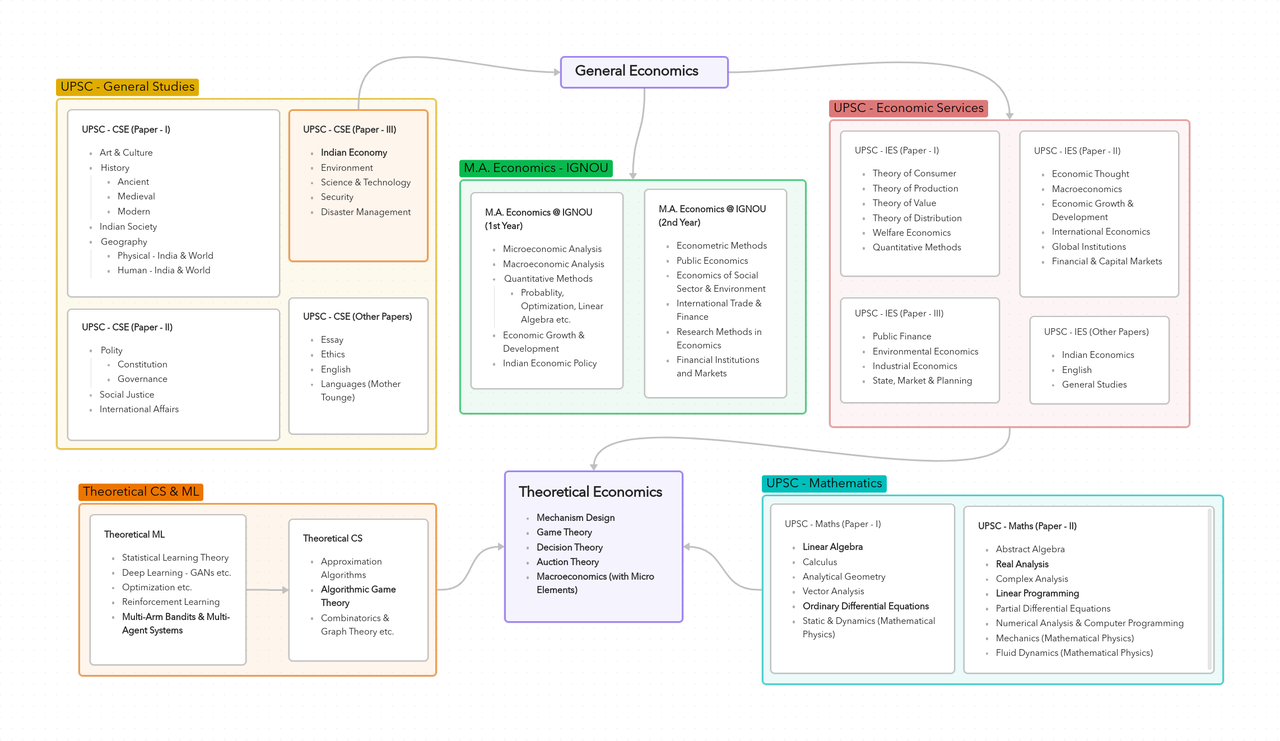 General Economics
UPSC - General Studies
UPSC - CSE (Paper - I)
Art & Culture
History
Ancient
Medieval
Modern
Indian Society
Geography
Physical - India & World
Human - India & World
UPSC - CSE (Paper - III)
Indian Economy
Environment
Science & Technology
Security
Disaster Management
UPSC - CSE (Paper - II)
Polity
Constitution
Governance
Social Justice
International Affairs
UPSC - CSE (Other Papers)
Essay
Ethics
English
Languages (Mother
Tounge)
M.A. Economics - IGNOU
M.A. Economics @ IGNOU
(1st Year)
Microeconomic Analysis
Macroeconomic Analysis
Quantitative Methods
Probablity,
Optimization, Linear
Algebra etc.
Economic Growth &
Development
Indian Economic Policy
M.A. Economics @ IGNOU
(2nd Year)
Econometric Methods
Public Economics
Economics of Social
Sector & Environment
International Trade &
Finance
Research Methods in
Economics
Financial Institutions
and Markets
UPSC - Economic Services
UPSC - IES (Paper - I)
Theory of Consumer
Theory of Production
Theory of Value
Theory of Distribution
Welfare Economics
Quantitative Methods
UPSC - IES (Paper - II)
Economic Thought
Macroeconomics
Economic Growth &
Development
International Economics
Global Institutions
Financial & Capital Markets
UPSC - IES (Paper - III)
Public Finance
Environmental Economics
Industrial Economics
State, Market & Planning
UPSC - IES (Other Papers)
Indian Economics
English
General Studies
Theoretical CS & ML
Theoretical ML
Statistical Learning Theory
Deep Learning - GANs etc.
Optimization etc.
Reinforcement Learning
Multi-Arm Bandits & Multi-
Agent Systems
Theoretical CS
Approximation
Algorithms
Algorithmic Game
Theory
Combinatorics &
Graph Theory etc.
Theoretical Economics
Mechanism Design
Game Theory
Decision Theory
Auction Theory
Macroeconomics (with Micro
Elements)
UPSC - Mathematics
UPSC - Maths (Paper - I)
Linear Algebra
Calculus
Analytical Geometry
Vector Analysis
Ordinary Differential Equations
Static & Dynamics (Mathematical
Physics)
UPSC - Maths (Paper - II)
Abstract Algebra
Real Analysis
Complex Analysis
Linear Programming
Partial Differential Equations
Numerical Analysis & Computer Programming
Mechanics (Mathematical Physics)
Fluid Dynamics (Mathematical Physics)